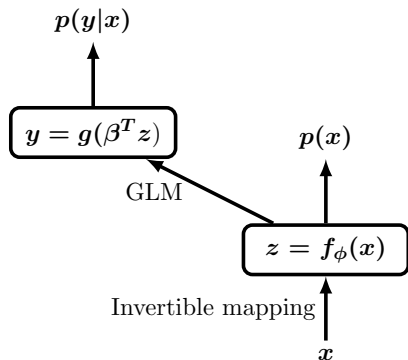 p(y|x)
y = g(β^T z)
p(x)
GLM
z = f_ϕ(x)
Invertible mapping
x